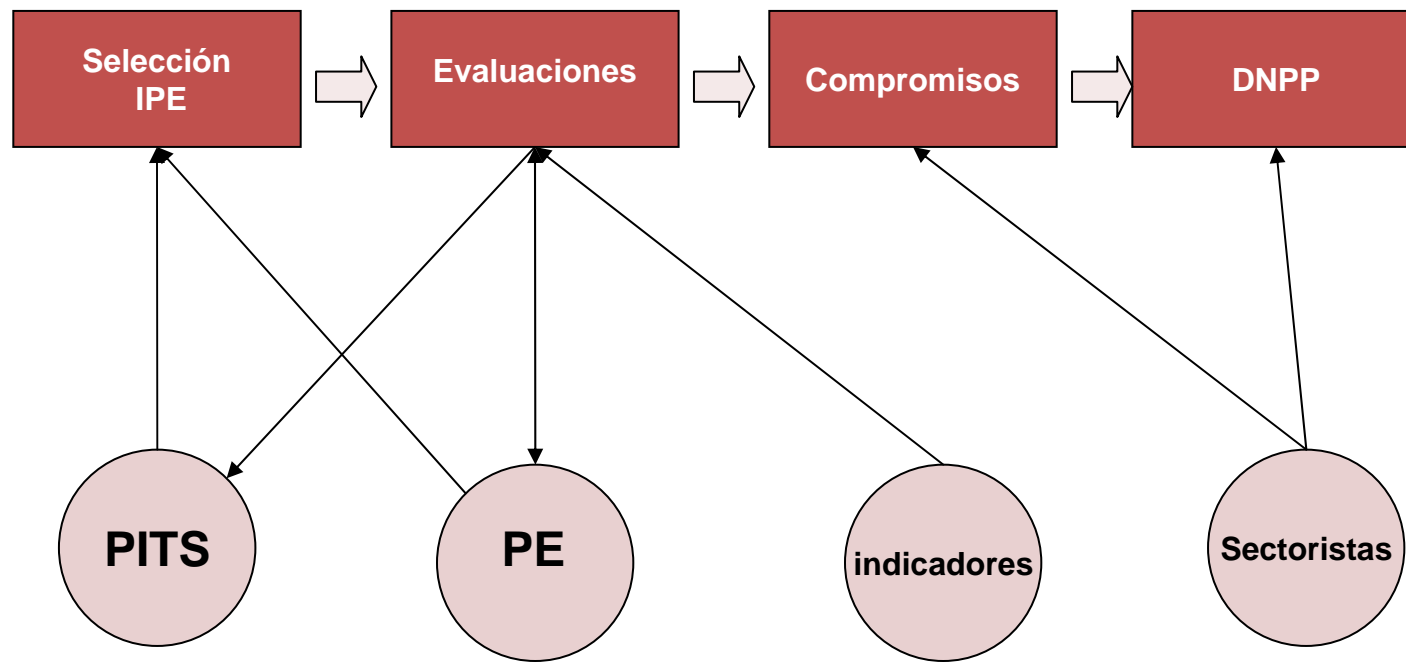 Selección
IPE
Evaluaciones
Compromisos
DNPP
PITS
PE
indicadores
Sectoristas